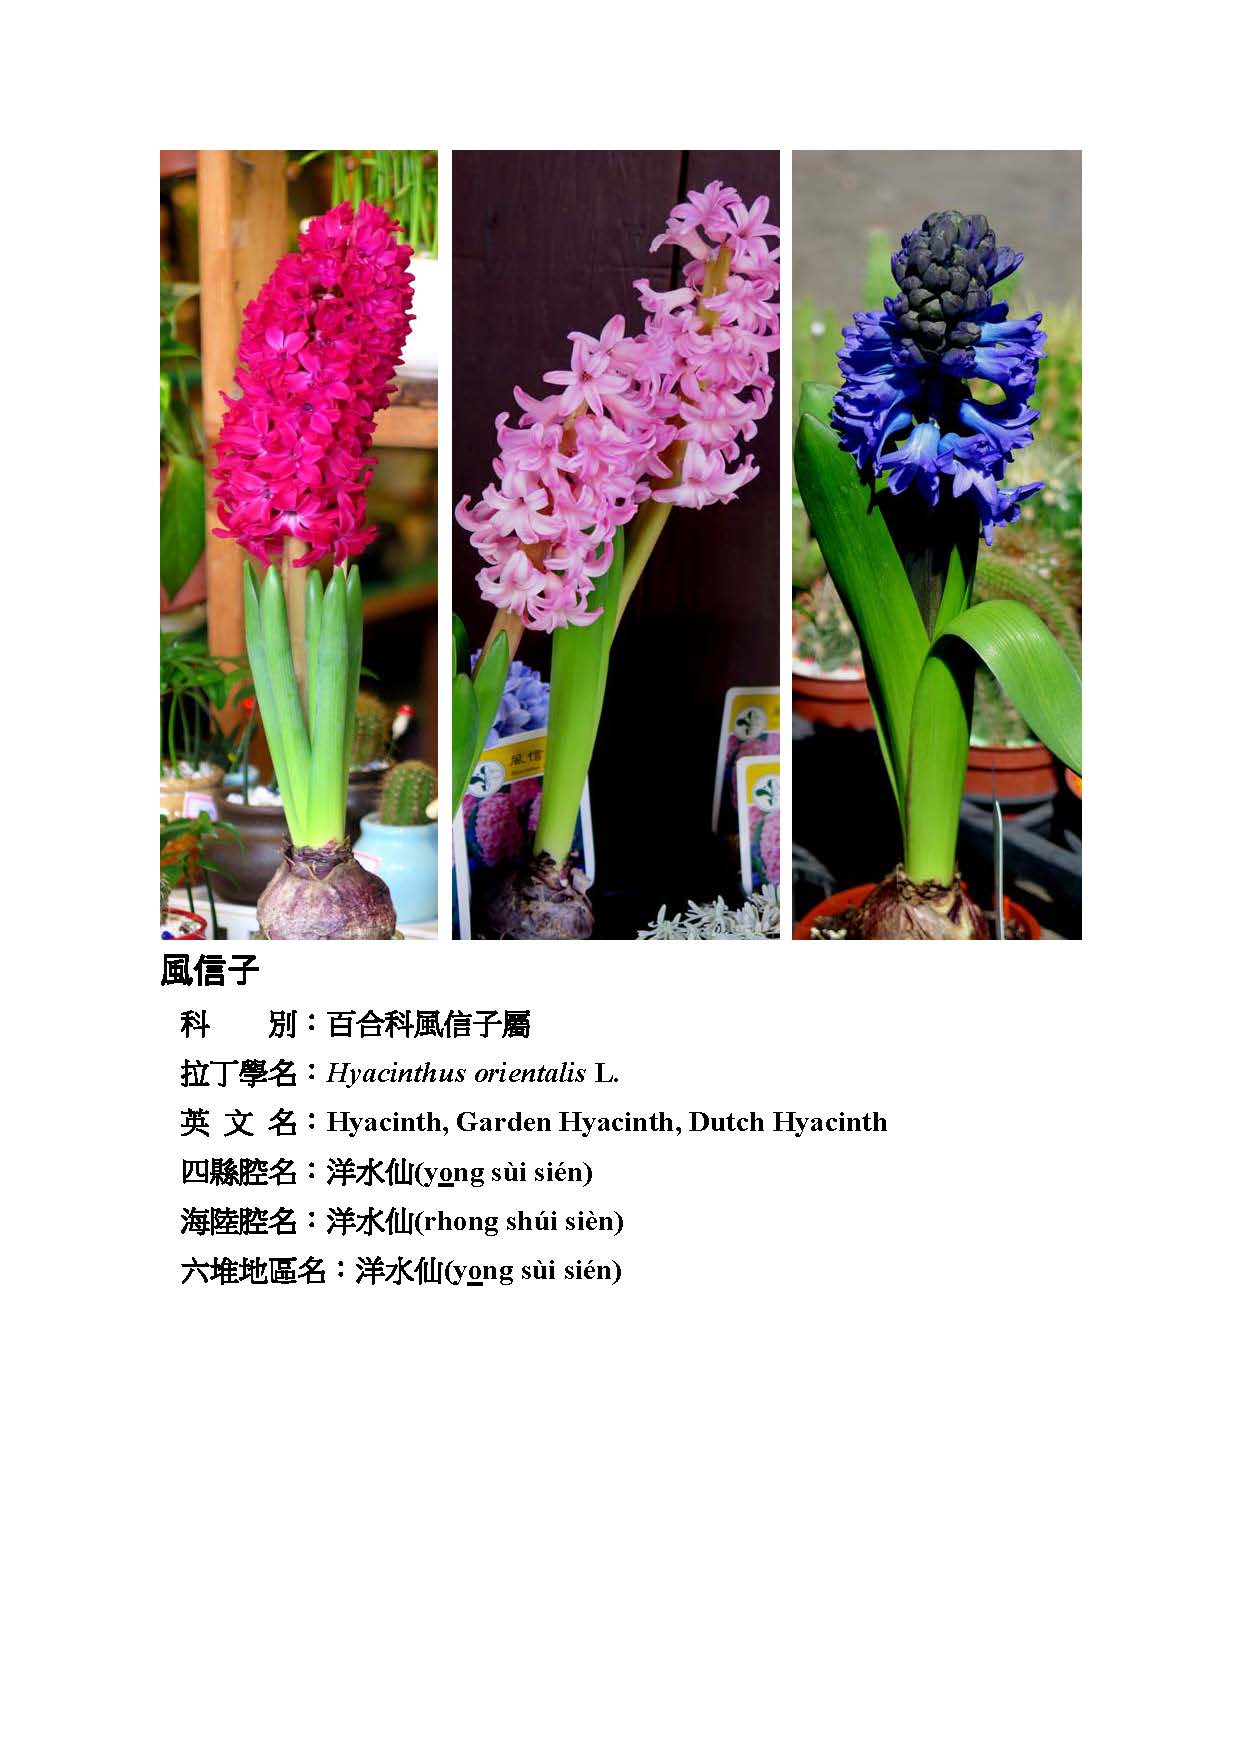 風信
風信子
科　　別：百合科風信子屬
拉丁學名：Hyacinthus orientalis L.
英 文 名：Hyacinth, Garden Hyacinth, Dutch Hyacinth
四縣腔名：洋水仙(yong sùi sién)
海陸腔名：洋水仙(rhong shúi sièn)
六堆地區名：洋水仙(yong sùi sién)